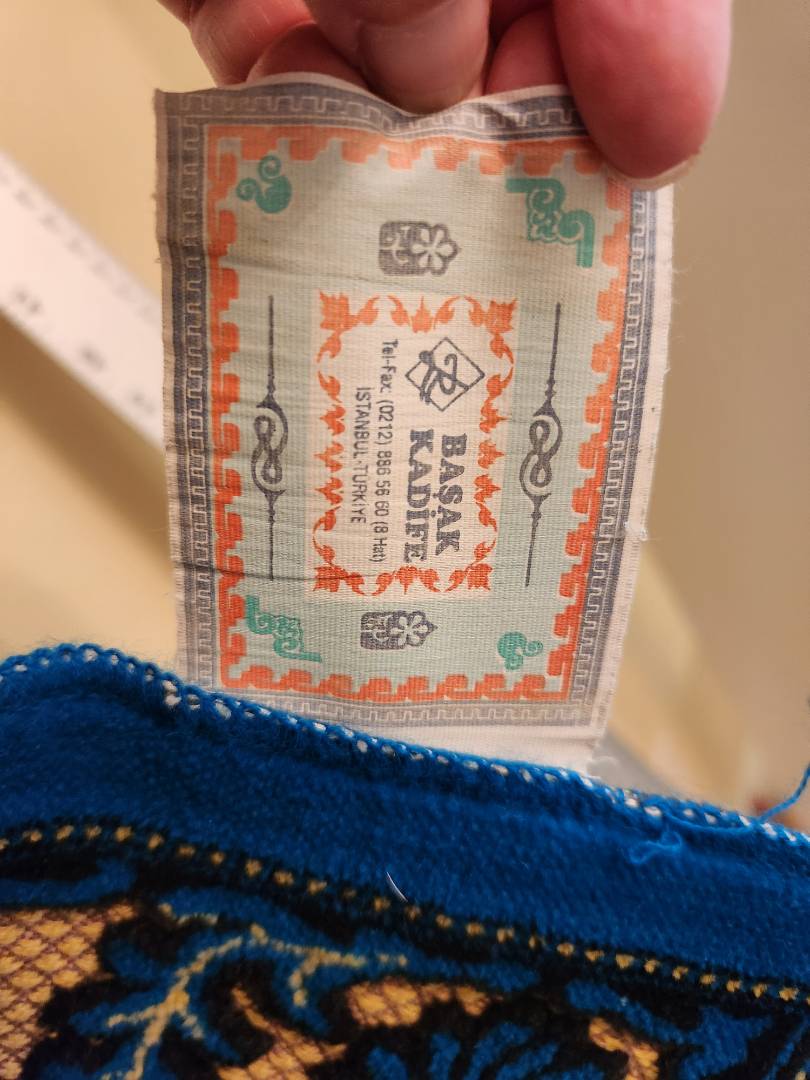 BAŞAK
KADİFE
Tel-Fax: (0212) 886 56 60 (8 Hat)
İSTANBUL-TÜRKİYE